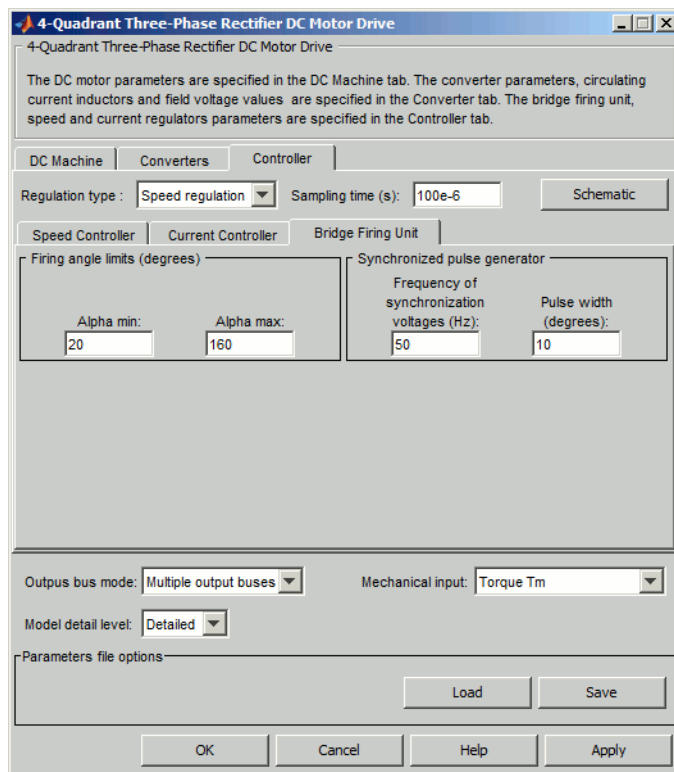 4-Quadrant Three-Phase Rectifier DC Motor Drive
4-Quadrant Three-Phase Rectifier DC Motor Drive
The DC motor parameters are specified in the DC Machine tab. The converter parameters, circulating
current inductors and field voltage values are specified in the Converter tab. The bridge firing unit,
speed and current regulators parameters are specified in the Controller tab.
DC Machine Converters Controller
Regulation type : Speed regulation Sampling time (s): 100e-6 Schematic
Speed Controller Current Controller Bridge Firing Unit
Firing angle limits (degrees)
Alpha min: Alpha max:
20 160
Synchronized pulse generator
Frequency of
synchronization
voltages (Hz):
Pulse width
(degrees):
50 10
Outpus bus mode: Multiple output buses Mechanical input: Torque Tm
Model detail level: Detailed
Parameters file options
Load Save
OK Cancel Help Apply